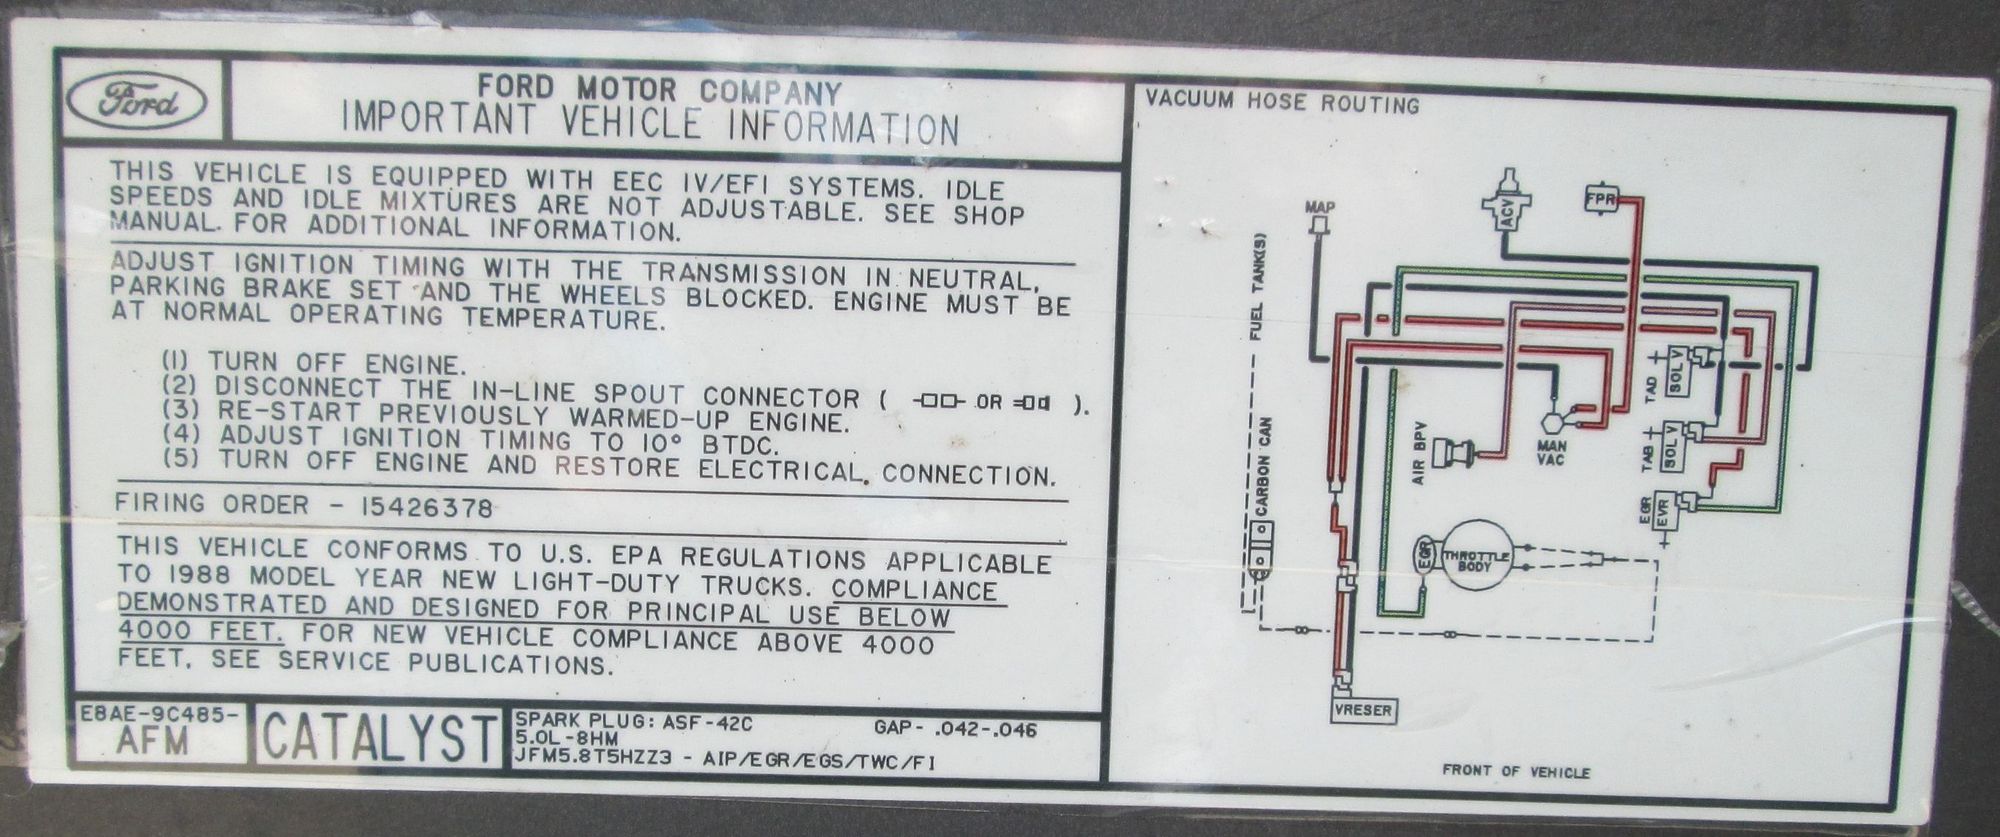 Ford
FORD MOTOR COMPANY
IMPORTANT VEHICLE INFORMATION
THIS VEHICLE IS EQUIPPED WITH EEC IV/EFI SYSTEMS. IDLE
SPEEDS AND IDLE MIXTURES ARE NOT ADJUSTABLE. SEE SHOP
MANUAL. FOR ADDITIONAL INFORMATION.
ADJUST IGNITION TIMING WITH THE TRANSMISSION IN NEUTRAL,
PARKING BRAKE SET AND THE WHEELS BLOCKED. ENGINE MUST BE
AT NORMAL OPERATING TEMPERATURE.
(1) TURN OFF ENGINE.
(2) DISCONNECT THE IN-LINE SPOUT CONNECTOR ( OR ).
(3) RE-START PREVIOUSLY WARMED-UP ENGINE.
(4) ADJUST IGNITION TIMING TO 10° BTDC.
(5) TURN OFF ENGINE AND RESTORE ELECTRICAL. CONNECTION.
FIRING ORDER - 15426378
THIS VEHICLE CONFORMS TO U.S. EPA REGULATIONS APPLICABLE
TO 1988 MODEL YEAR NEW LIGHT-DUTY TRUCKS. COMPLIANCE
DEMONSTRATED AND DESIGNED FOR PRINCIPAL USE BELOW
4000 FEET. FOR NEW VEHICLE COMPLIANCE ABOVE 4000
FEET, SEE SERVICE PUBLICATIONS.
E8AE-9C485-
AFM
CATALYST
SPARK PLUG: ASF-42C GAP- .042-.046
5.0L-8HM
JFM5.8T5HZZ3 - AIP/EGR/EGS/TWC/FI
VACUUM HOSE ROUTING
MAP
ACV
FPR
FUEL TANK(S)
CARBON CAN
AIR BPV
MAN
VAC
TAD
SOL V
TAB
SOL V
EGR
EVR
EGR
THROTTLE
BODY
VRESER
FRONT OF VEHICLE